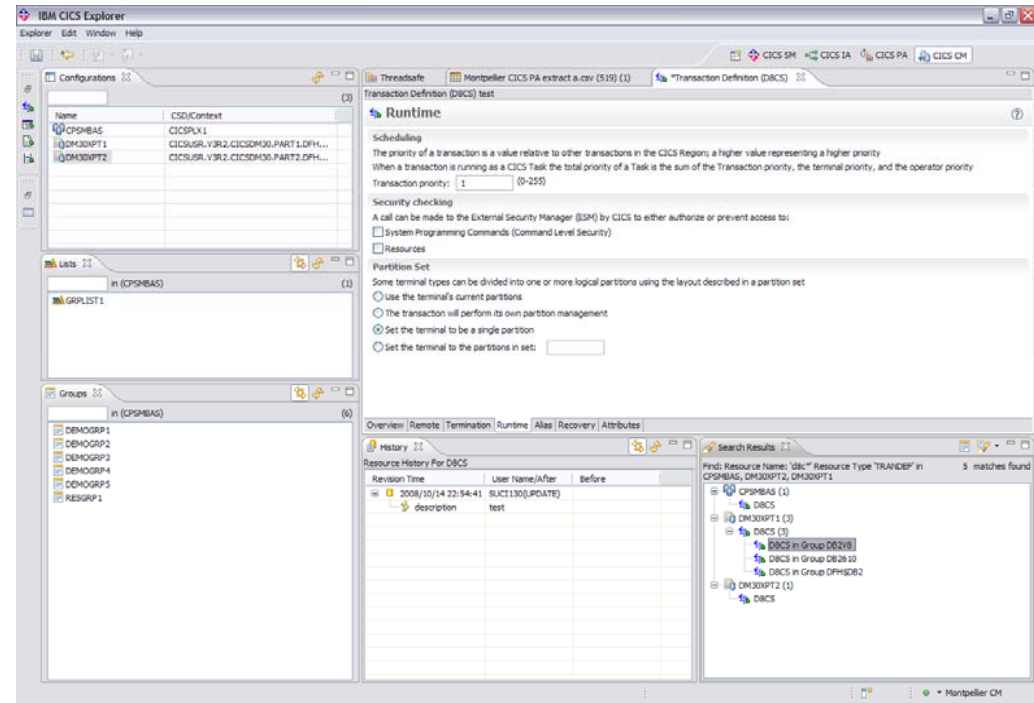 IBM CICS Explorer
Explorer Edit Window Help
CICS SM CICS IA CICS PA CICS CM
Configurations
(3)
Name CSD/Context
CPSMBAS CICSPLX1
DM30XPT1 CICSUSR.V3R2.CICSDM30.PART1.DFH...
DM30XPT2 CICSUSR.V3R2.CICSDM30.PART2.DFH...
Lists
in (CPSMBAS) (1)
GRPLIST1
Groups
in (CPSMBAS) (6)
DEMOGRP1
DEMOGRP2
DEMOGRP3
DEMOGRP4
DEMOGRP5
RESGRP1
Threadsafe Montpellier CICS PA extract a.csv (519) (1) *Transaction Definition (D8CS)
Transaction Definition (D8CS) test
Runtime
Scheduling
The priority of a transaction is a value relative to other transactions in the CICS Region; a higher value representing a higher priority
When a transaction is running as a CICS Task the total priority of a Task is the sum of the Transaction priority, the terminal priority, and the operator priority
Transaction priority: 1 (0-255)
Security checking
A call can be made to the External Security Manager (ESM) by CICS to either authorize or prevent access to:
System Programming Commands (Command Level Security)
Resources
Partition Set
Some terminal types can be divided into one or more logical partitions using the layout described in a partition set
Use the terminal's current partitions
The transaction will perform its own partition management
Set the terminal to be a single partition
Set the terminal to the partitions in set:
Overview Remote Termination Runtime Alias Recovery Attributes
History
Resource History For D8CS
Revision Time User Name/After Before
2008/10/14 22:54:41 SUCI130(UPDATE)
description test
Search Results
Find: Resource Name: 'd8c*' Resource Type 'TRANDEF' in CPSMBAS, DM30XPT2, DM30XPT1 5 matches found
CPSMBAS (1)
D8CS
DM30XPT1 (3)
D8CS (3)
D8CS in Group DB2V8
D8CS in Group DB2610
D8CS in Group DFH$DB2
DM30XPT2 (1)
D8CS
Montpellier CM